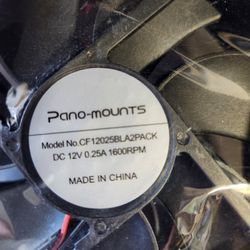 Pano-mounts
Model No.CF12025BLA2PACK
DC 12V 0.25A 1600RPM
MADE IN CHINA